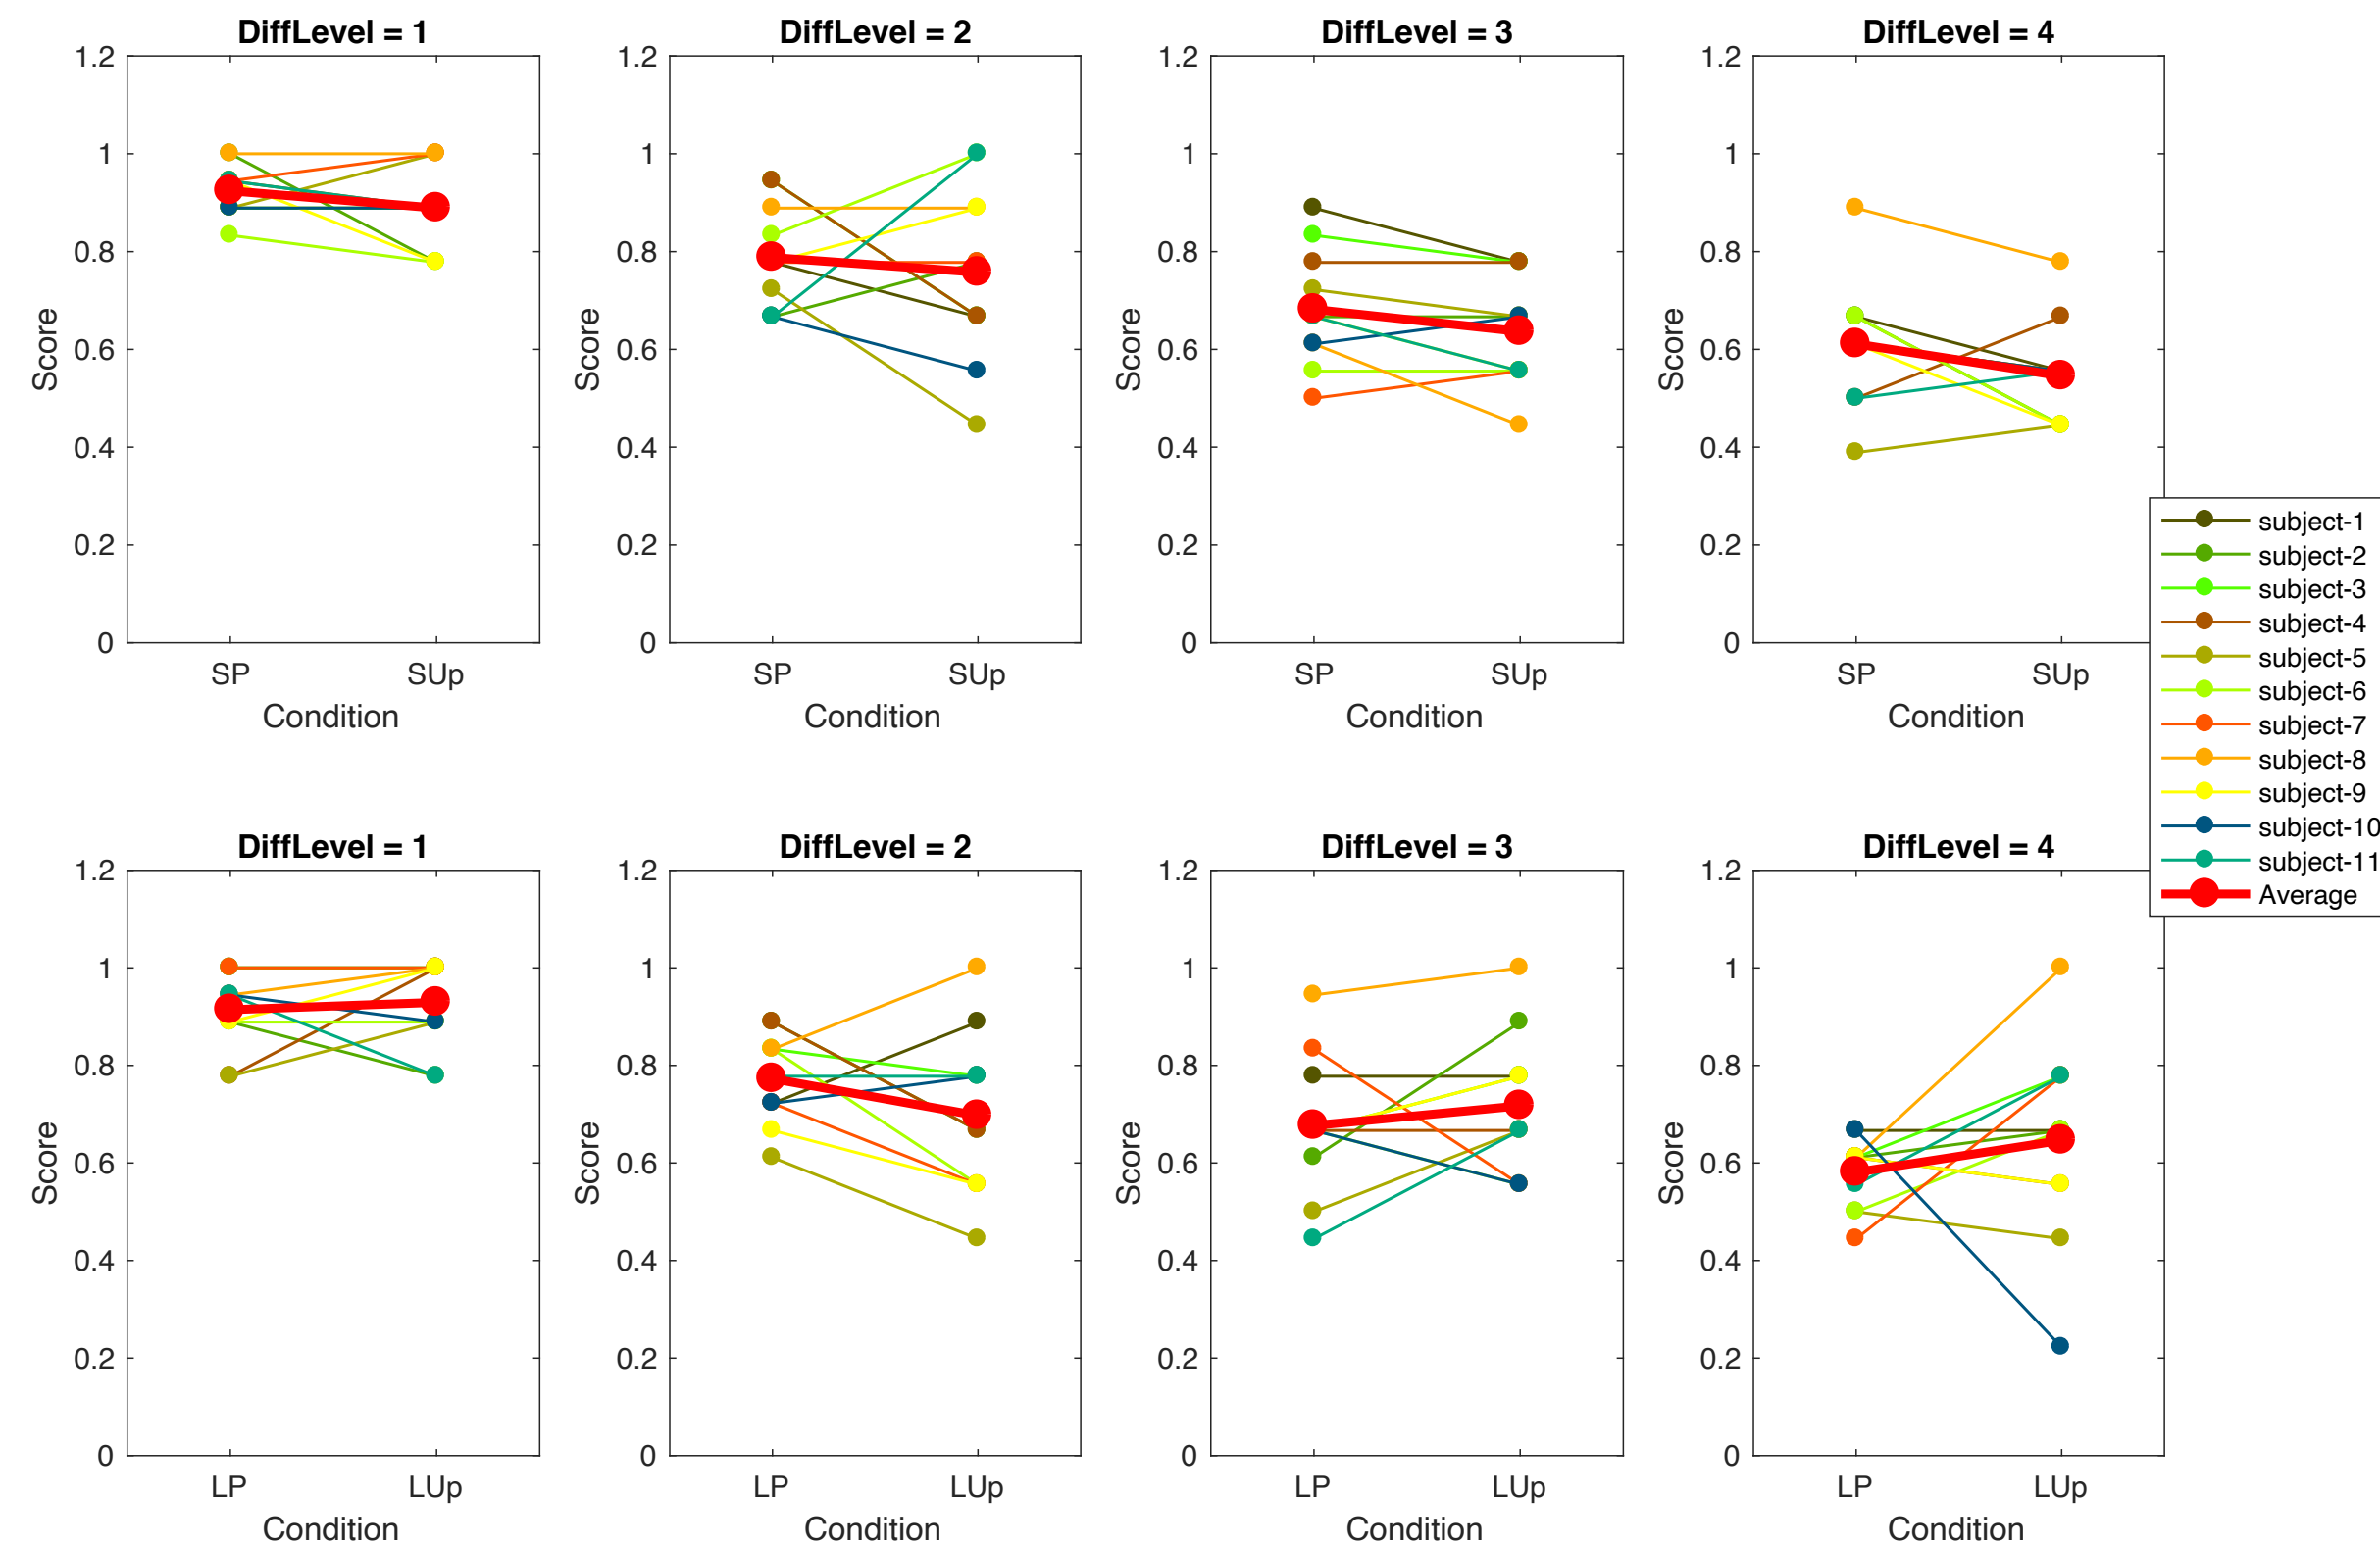 DiffLevel = 1
DiffLevel = 2
DiffLevel = 3
DiffLevel = 4
1.2
1
0.8
0.6
0.4
0.2
0
Score
SP SUp
Condition
1.2
1
0.8
0.6
0.4
0.2
0
Score
SP SUp
Condition
1.2
1
0.8
0.6
0.4
0.2
0
Score
SP SUp
Condition
1.2
1
0.8
0.6
0.4
0.2
0
Score
SP SUp
Condition
subject-1
subject-2
subject-3
subject-4
subject-5
subject-6
subject-7
subject-8
subject-9
subject-10
subject-11
Average
DiffLevel = 1
DiffLevel = 2
DiffLevel = 3
DiffLevel = 4
1.2
1
0.8
0.6
0.4
0.2
0
Score
LP LUp
Condition
1.2
1
0.8
0.6
0.4
0.2
0
Score
LP LUp
Condition
1.2
1
0.8
0.6
0.4
0.2
0
Score
LP LUp
Condition
1.2
1
0.8
0.6
0.4
0.2
0
Score
LP LUp
Condition